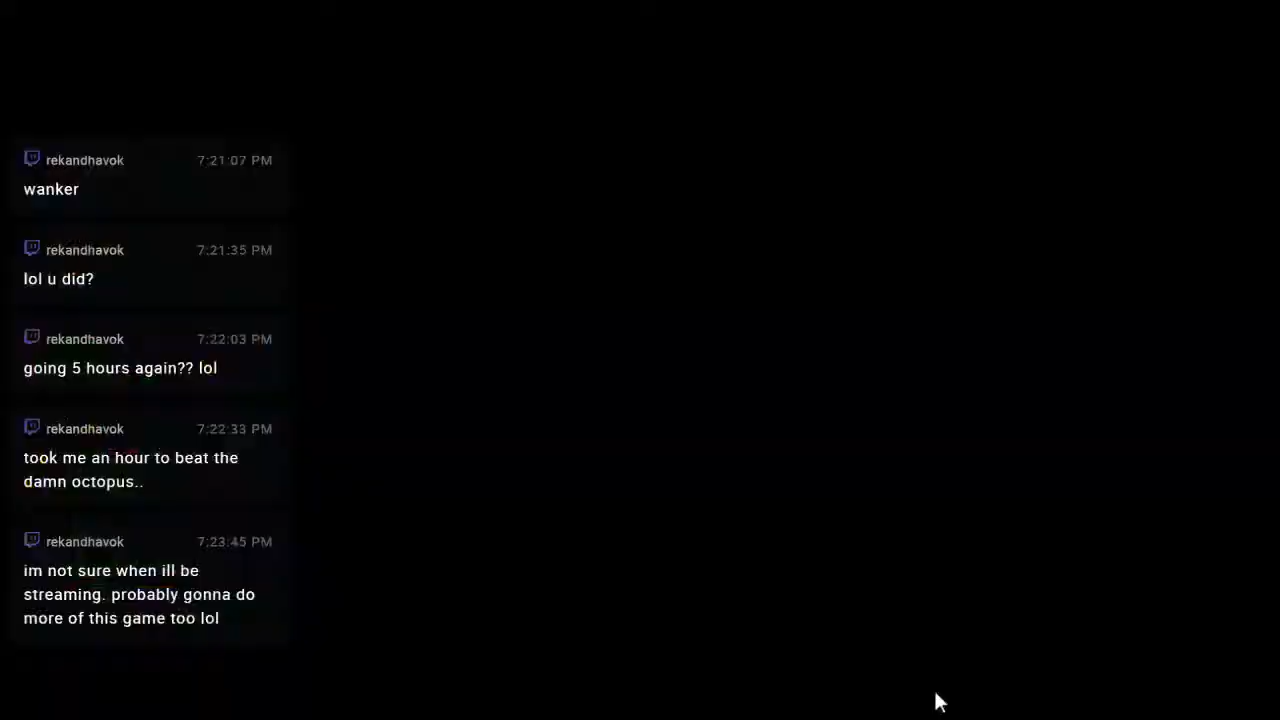 rekandhavok 7:21:07 PM
wanker
rekandhavok 7:21:35 PM
lol u did?
rekandhavok 7:22:03 PM
going 5 hours again?? lol
rekandhavok 7:22:33 PM
took me an hour to beat the
damn octopus..
rekandhavok 7:23:45 PM
im not sure when ill be
streaming. probably gonna do
more of this game too lol